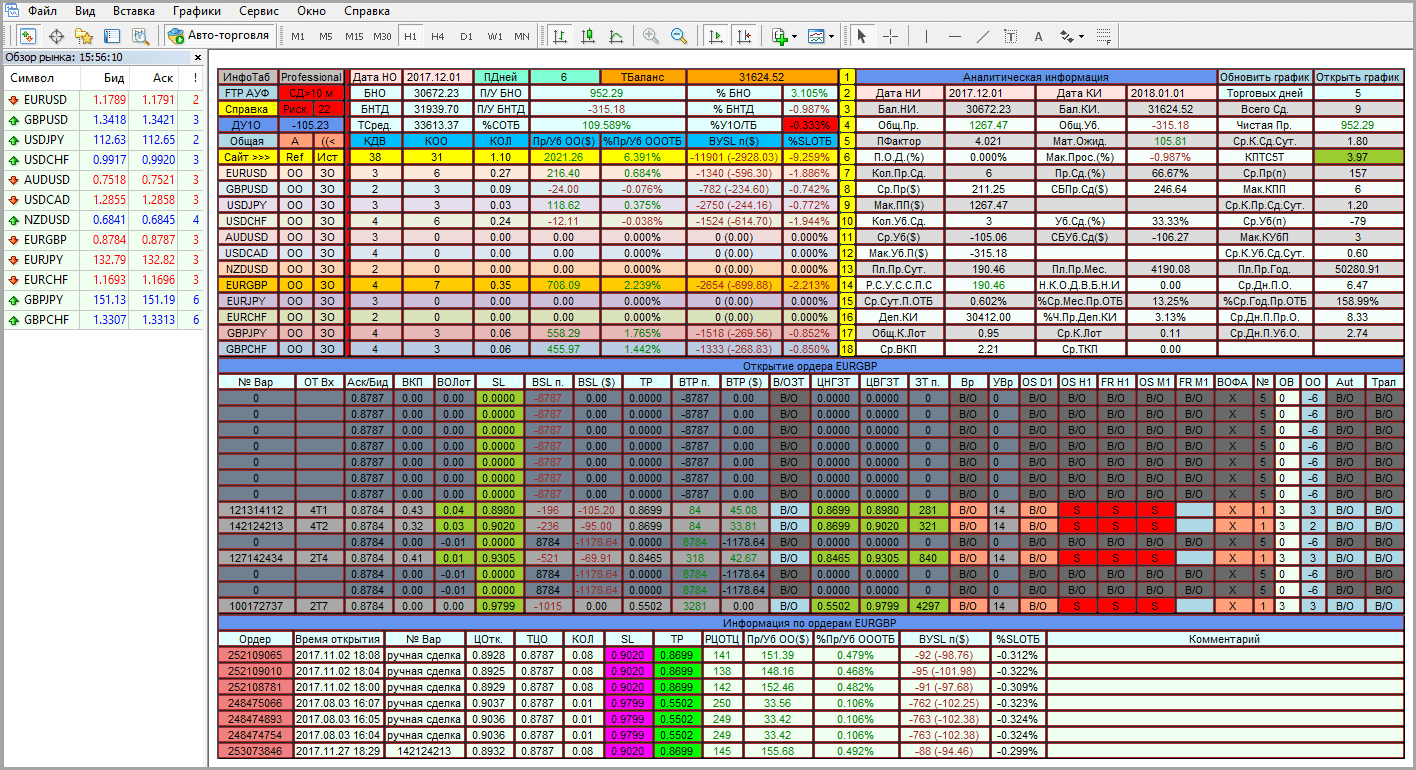 Файл Вид Вставка Графики Сервис Окно Справка
Авто-торговля M1 M5 M15 M30 H1 H4 D1 W1 MN A T
Обзор рынка: 15:56:10
Символ Бид Аск !
EURUSD 1.1789 1.1791 2
GBPUSD 1.3418 1.3421 3
USDJPY 112.63 112.65 2
USDCHF 0.9917 0.9920 3
AUDUSD 0.7518 0.7521 3
USDCAD 1.2855 1.2858 3
NZDUSD 0.6841 0.6845 4
EURGBP 0.8784 0.8787 3
EURJPY 132.79 132.82 3
EURCHF 1.1693 1.1696 3
GBPJPY 151.13 151.19 6
GBPCHF 1.3307 1.3313 6
ИнфоТаб Professional Дата НО 2017.12.01 ПДней 6 ТБаланс 31624.52 1 Аналитическая информация Обновить график Открыть график
FTP АУФ СД>10 м БНО 30672.23 П/У БНО 952.29 % БНО 3.105% 2 Дата НИ 2017.12.01 Дата КИ 2018.01.01 Торговых дней 5
Справка Риск 22 БНТД 31939.70 П/У БНТД -315.18 % БНТД -0.987% 3 Бал.НИ. 30672.23 Бал.КИ. 31624.52 Всего Сд. 9
ДУ1О -105.23 ТСред. 33613.37 %СОТБ 109.589% %У1О/ТБ -0.333% 4 Общ.Пр. 1267.47 Общ.Уб. -315.18 Чистая Пр. 952.29
Общая А ((< КДВ КОО КОЛ Пр/Уб ОО($) %Пр/Уб ОООТБ ВУSL п($) %SLОТБ 5 ПФактор 4.021 Мат.Ожид. 105.81 Ср.К.Сд.Сут. 1.80
Сайт >>> Ref Ист 38 31 1.10 2021.26 6.391% -11901 (-2928.03) -9.259% 6 П.О.Д.(%) 0.000% Мак.Прос.(%) -0.987% КПТС5Т 3.97
EURUSD ОО ЗО 3 6 0.27 216.40 0.684% -1340 (-596.30) -1.886% 7 Кол.Пр.Сд. 6 Пр.Сд.(%) 66.67% Ср.Пр(п) 157
GBPUSD ОО ЗО 2 3 0.09 -24.00 -0.076% -782 (-234.60) -0.742% 8 Ср.Пр($) 211.25 СБПр.Сд($) 246.64 Мак.КПП 6
USDJPY ОО ЗО 3 3 0.03 118.62 0.375% -2750 (-244.16) -0.772% 9 Мак.ПП($) 1267.47 Ср.К.Пр.Сд.Сут. 1.20
USDCHF ОО ЗО 4 6 0.24 -12.11 -0.038% -1524 (-614.70) -1.944% 10 Кол.Уб.Сд. 3 Уб.Сд.(%) 33.33% Ср.Уб(п) -79
AUDUSD ОО ЗО 3 0 0.00 0.00 0.000% 0 (0.00) 0.000% 11 Ср.Уб($) -105.06 СБУб.Сд($) -106.27 Мак.КУбП 3
USDCAD ОО ЗО 4 0 0.00 0.00 0.000% 0 (0.00) 0.000% 12 Мак.Уб.П($) -315.18 Ср.К.Уб.Сд.Сут. 0.60
NZDUSD ОО ЗО 2 0 0.00 0.00 0.000% 0 (0.00) 0.000% 13 Пл.Пр.Сут. 190.46 Пл.Пр.Мес. 4190.08 Пл.Пр.Год. 50280.91
EURGBP ОО ЗО 4 7 0.35 708.09 2.239% -2654 (-699.88) -2.213% 14 Р.С.У.С.С.П.С 190.46 Н.К.О.Д.В.Б.Н.И 0.00 Ср.Дн.П.О. 6.47
EURJPY ОО ЗО 3 0 0.00 0.00 0.000% 0 (0.00) 0.000% 15 Ср.Сут.П.ОТБ 0.602% %Ср.Мес.Пр.ОТБ 13.25% %Ср.Год.Пр.ОТБ 158.99%
EURCHF ОО ЗО 2 0 0.00 0.00 0.000% 0 (0.00) 0.000% 16 Деп.КИ 30412.00 %Ч.Пр.Деп.КИ 3.13% Ср.Дн.П.Пр.О. 8.33
GBPJPY ОО ЗО 4 3 0.06 558.29 1.765% -1518 (-269.56) -0.852% 17 Общ.К.Лот 0.95 Ср.К.Лот 0.11 Ср.Дн.П.Уб.О. 2.74
GBPCHF ОО ЗО 4 3 0.06 455.97 1.442% -1333 (-268.83) -0.850% 18 Ср.ВКП 2.21 Ср.ТКП 0.00
Открытие ордера EURGBP
№ Вар ОТ Вх Аск/Бид ВКП ВОЛот SL BSL п. BSL ($) TP BTP п. BTP ($) В/ОЗТ ЦНГЗТ ЦВГЗТ ЗТ п. Вр УВр OS D1 OS H1 FR H1 OS M1 FR M1 ВОФА № ОВ ОО Aut Трал
0 0.8787 0.00 0.00 0.0000 -8787 0.00 0.0000 -8787 0.00 В/О 0.0000 0.0000 0 В/О 0 В/О В/О В/О В/О В/О X 5 0 -6 В/О В/О
0 0.8787 0.00 0.00 0.0000 -8787 0.00 0.0000 -8787 0.00 В/О 0.0000 0.0000 0 В/О 0 В/О В/О В/О В/О В/О X 5 0 -6 В/О В/О
0 0.8787 0.00 0.00 0.0000 -8787 0.00 0.0000 -8787 0.00 В/О 0.0000 0.0000 0 В/О 0 В/О В/О В/О В/О В/О X 5 0 -6 В/О В/О
0 0.8787 0.00 0.00 0.0000 -8787 0.00 0.0000 -8787 0.00 В/О 0.0000 0.0000 0 В/О 0 В/О В/О В/О В/О В/О X 5 0 -6 В/О В/О
0 0.8787 0.00 0.00 0.0000 -8787 0.00 0.0000 -8787 0.00 В/О 0.0000 0.0000 0 В/О 0 В/О В/О В/О В/О В/О X 5 0 -6 В/О В/О
0 0.8787 0.00 0.00 0.0000 -8787 0.00 0.0000 -8787 0.00 В/О 0.0000 0.0000 0 В/О 0 В/О В/О В/О В/О В/О X 5 0 -6 В/О В/О
0 0.8787 0.00 0.00 0.0000 -8787 0.00 0.0000 -8787 0.00 В/О 0.0000 0.0000 0 В/О 0 В/О В/О В/О В/О В/О X 5 0 -6 В/О В/О
121314112 4Т1 0.8784 0.43 0.04 0.8980 -196 -105.20 0.8699 84 45.08 В/О 0.8699 0.8980 281 В/О 14 В/О S S S X 1 3 3 В/О В/О
142124213 4Т2 0.8784 0.32 0.03 0.9020 -236 -95.00 0.8699 84 33.81 В/О 0.8699 0.9020 321 В/О 14 В/О S S S X 1 3 2 В/О В/О
0 0.8784 0.00 -0.01 0.0000 8784 -1178.64 0.0000 8784 -1178.64 В/О 0.0000 0.0000 0 В/О 0 В/О В/О В/О В/О В/О X 5 0 -6 В/О В/О
127142434 2Т4 0.8784 0.41 0.01 0.9305 -521 -69.91 0.8465 318 42.67 В/О 0.8465 0.9305 840 В/О 14 В/О S S S X 1 3 3 В/О В/О
0 0.8784 0.00 -0.01 0.0000 8784 -1178.64 0.0000 8784 -1178.64 В/О 0.0000 0.0000 0 В/О 0 В/О В/О В/О В/О В/О X 5 0 -6 В/О В/О
0 0.8784 0.00 -0.01 0.0000 8784 -1178.64 0.0000 8784 -1178.64 В/О 0.0000 0.0000 0 В/О 0 В/О В/О В/О В/О В/О X 5 0 -6 В/О В/О
100172737 2Т7 0.8784 0.00 0.00 0.9799 -1015 0.00 0.5502 3281 0.00 В/О 0.5502 0.9799 4297 В/О 14 В/О S S S X 1 3 3 В/О В/О
Информация по ордерам EURGBP
Ордер Время открытия № Вар ЦОтк. ТЦО КОЛ SL TP РЦОТЦ Пр/Уб ОО($) %Пр/Уб ОООТБ ВУSL п($) %SLОТБ Комментарий
252109065 2017.11.02 18:08 ручная сделка 0.8928 0.8787 0.08 0.9020 0.8699 141 151.39 0.479% -92 (-98.76) -0.312%
252109010 2017.11.02 18:04 ручная сделка 0.8925 0.8787 0.08 0.9020 0.8699 138 148.16 0.468% -95 (-101.98) -0.322%
252108781 2017.11.02 18:00 ручная сделка 0.8929 0.8787 0.08 0.9020 0.8699 142 152.46 0.482% -91 (-97.68) -0.309%
248475066 2017.08.03 16:07 ручная сделка 0.9037 0.8787 0.01 0.9799 0.5502 250 33.56 0.106% -762 (-102.25) -0.323%
248474893 2017.08.03 16:05 ручная сделка 0.9036 0.8787 0.01 0.9799 0.5502 249 33.42 0.106% -763 (-102.38) -0.324%
248474754 2017.08.03 16:04 ручная сделка 0.9036 0.8787 0.01 0.9799 0.5502 249 33.42 0.106% -763 (-102.38) -0.324%
253073846 2017.11.27 18:29 142124213 0.8932 0.8787 0.08 0.9020 0.8699 145 155.68 0.492% -88 (-94.46) -0.299%